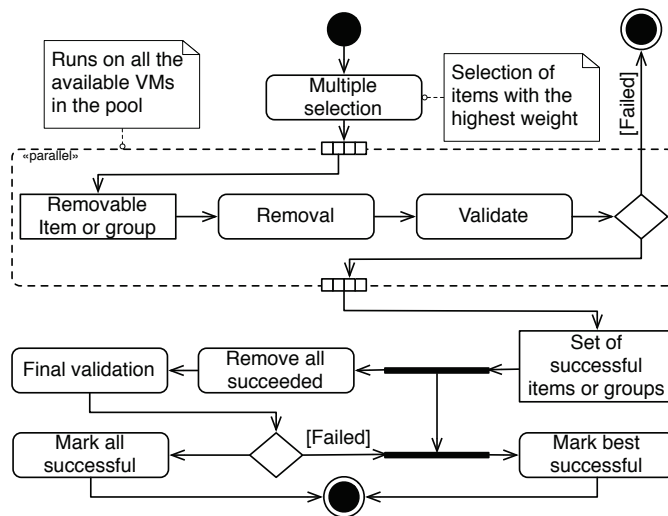 Runs on all the
available VMs
in the pool
Multiple
selection
Selection of
items with the
highest weight
[Failed]
«parallel»
Removable
Item or group
Removal
Validate
Set of
successful
items or groups
Remove all
succeeded
Final validation
Mark all
successful
[Failed]
Mark best
successful